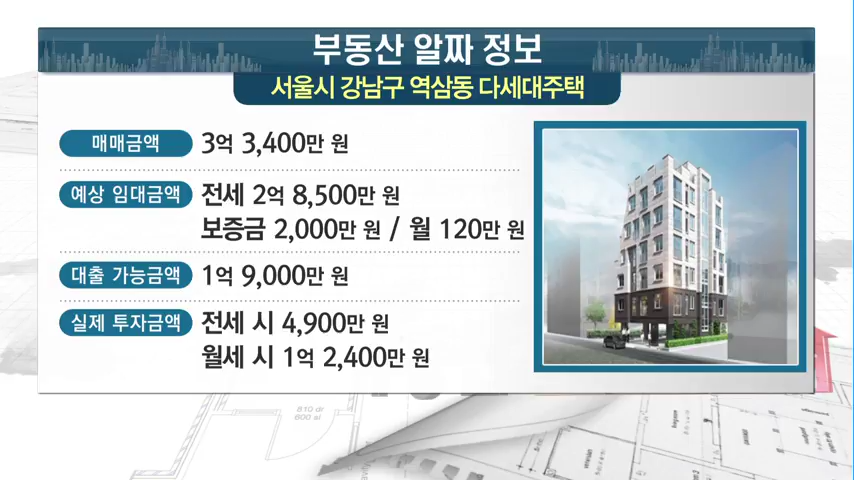 부동산 알짜 정보
서울시 강남구 역삼동 다세대주택
매매금액 3억 3,400만 원
예상 임대금액 전세 2억 8,500만 원
보증금 2,000만 원 / 월 120만 원
대출 가능금액 1억 9,000만 원
실제 투자금액 전세 시 4,900만 원
월세 시 1억 2,400만 원
810 dr
600 sl